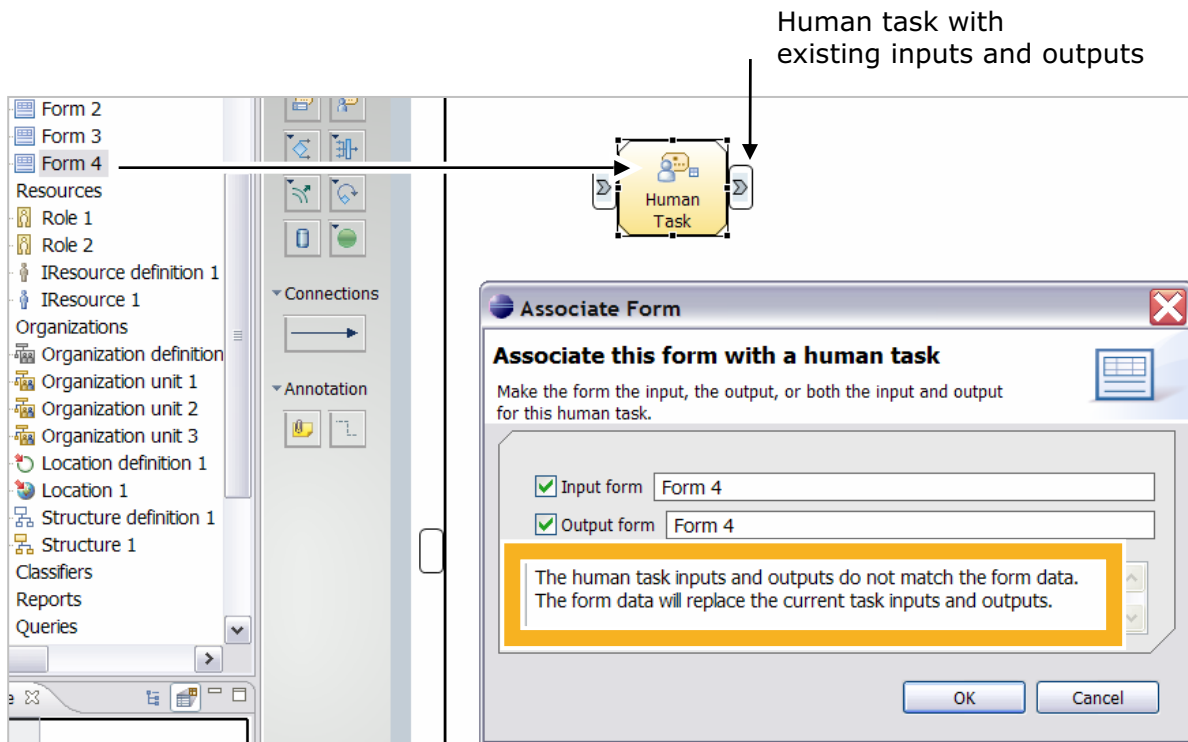 Human task with
existing inputs and outputs
Form 2
Form 3
Form 4
Resources
Role 1
Role 2
IResource definition 1
IResource 1
Organizations
Organization definition
Organization unit 1
Organization unit 2
Organization unit 3
Location definition 1
Location 1
Structure definition 1
Structure 1
Classifiers
Reports
Queries
Connections
Annotation
Human
Task
Associate Form
Associate this form with a human task
Make the form the input, the output, or both the input and output
for this human task.
Input form Form 4
Output form Form 4
The human task inputs and outputs do not match the form data.
The form data will replace the current task inputs and outputs.
OK Cancel